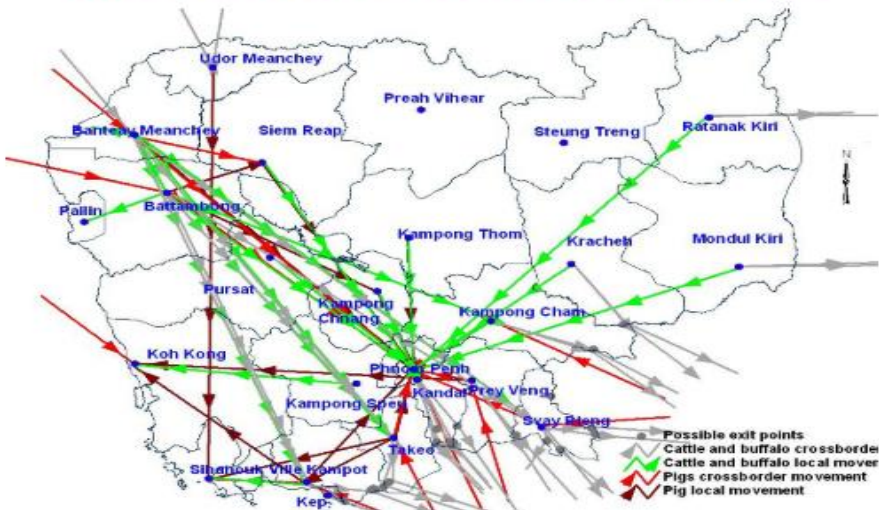 Udor Meanchey
Preah Vihear
Banteay Meanchey
Siem Reap
Steung Treng
Ratanak Kiri
N
Pailin
Battambong
Kampong Thom
Kracheh
Mondul Kiri
Pursat
Kampong
Chnang
Kampong Cham
Koh Kong
Phnom Penh
Kandal
Prey Veng
Kampong Speu
Svay Rieng
Takeo
Sihanouk Ville
Kampot
Kep
Possible exit points
Cattle and buffalo crossborder
Cattle and buffalo local mover
Pigs crossborder movement
Pig local movement